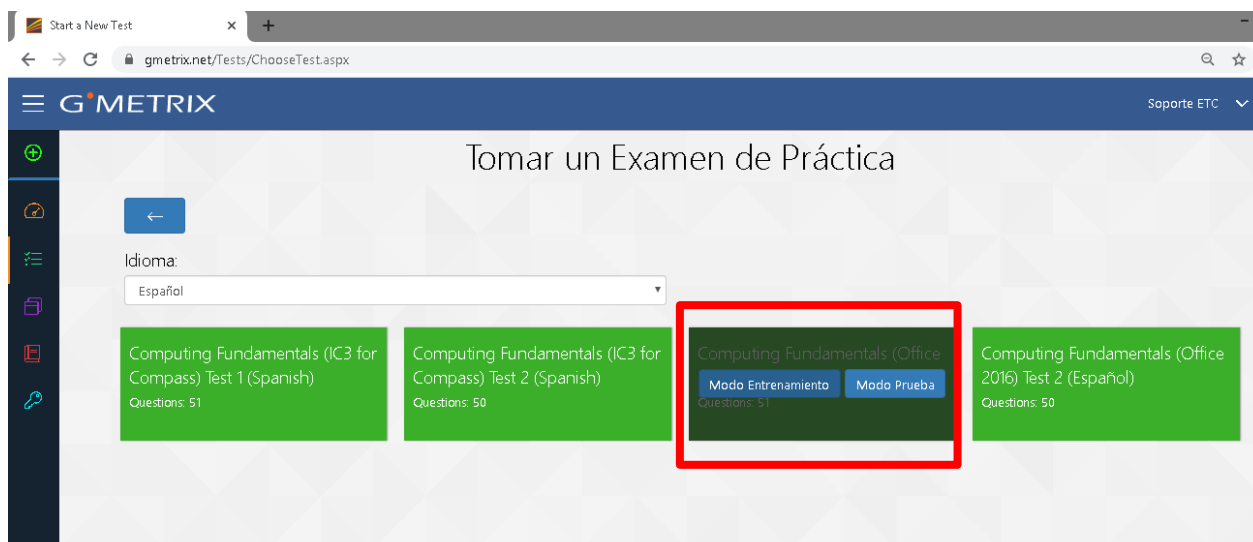 Start a New Test
gmetrix.net/Tests/ChooseTest.aspx
G*METRIX
Soporte ETC
Tomar un Examen de Práctica
Idioma:
Español
Computing Fundamentals (IC3 for
Compass) Test 1 (Spanish)
Questions: 51
Computing Fundamentals (IC3 for
Compass) Test 2 (Spanish)
Questions: 50
Computing Fundamentals (Office
Modo Entrenamiento
Modo Prueba
Questions: 51
Computing Fundamentals (Office
2016) Test 2 (Español)
Questions: 50